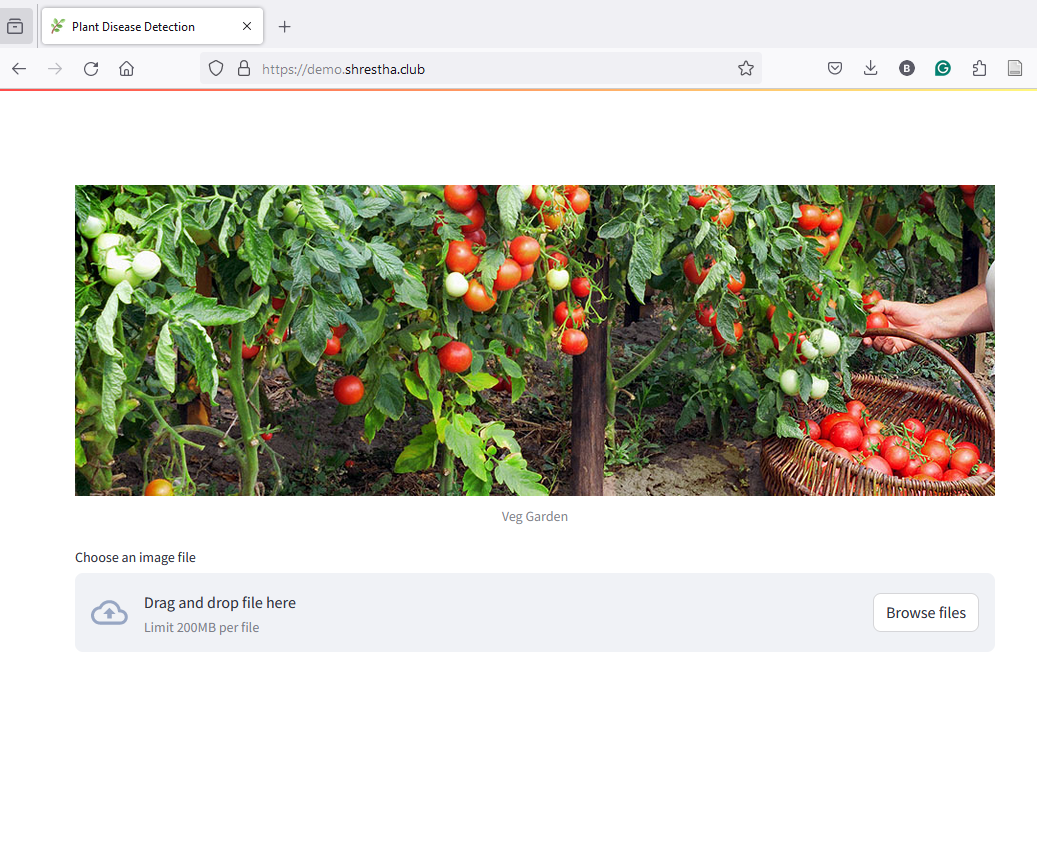 Plant Disease Detection
https://demo.shrestha.club
B
G
Veg Garden
Choose an image file
Drag and drop file here
Limit 200MB per file
Browse files